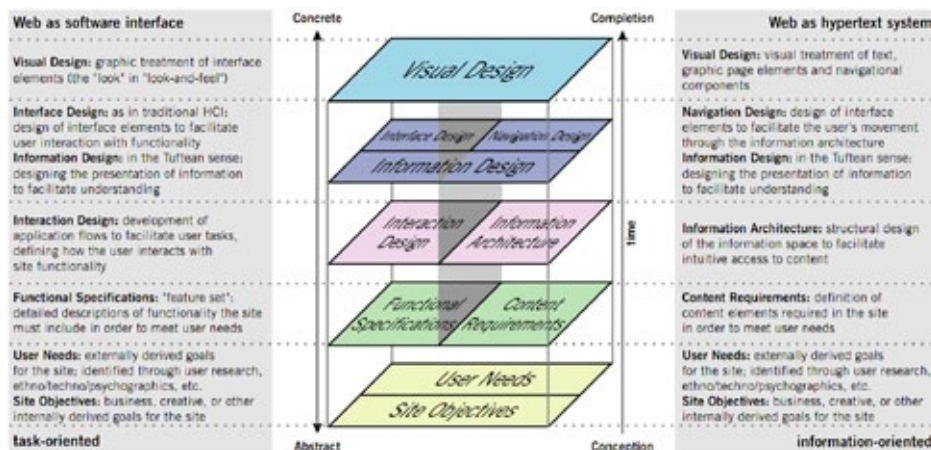 Web as software interface
Visual Design: graphic treatment of interface
elements (the "look" in "look-and-feel")
Interface Design: as in traditional HCI:
design of interface elements to facilitate
user interaction with functionality
Information Design: in the Tuftean sense:
designing the presentation of information
to facilitate understanding
Interaction Design: development of
application flows to facilitate user tasks,
defining how the user interacts with
site functionality
Functional Specifications: "feature set":
detailed descriptions of functionality the site
must include in order to meet user needs
User Needs: externally derived goals
for the site; identified through user research,
ethno/techno/psychographics, etc.
Site Objectives: business, creative, or other
internally derived goals for the site
task-oriented
Concrete
Completion
Visual Design
Interface Design
Navigation Design
Information Design
Interaction
Design
Information
Architecture
Functional
Specifications
Content
Requirements
User Needs
Site Objectives
time
Abstract
Conception
Web as hypertext system
Visual Design: visual treatment of text,
graphic page elements and navigational
components
Navigation Design: design of interface
elements to facilitate the user's movement
through the information architecture
Information Design: in the Tuftean sense:
designing the presentation of information
to facilitate understanding
Information Architecture: structural design
of the information space to facilitate
intuitive access to content
Content Requirements: definition of
content elements required in the site
in order to meet user needs
User Needs: externally derived goals
for the site; identified through user research,
ethno/techno/psychographics, etc.
Site Objectives: business, creative, or other
internally derived goals for the site
information-oriented